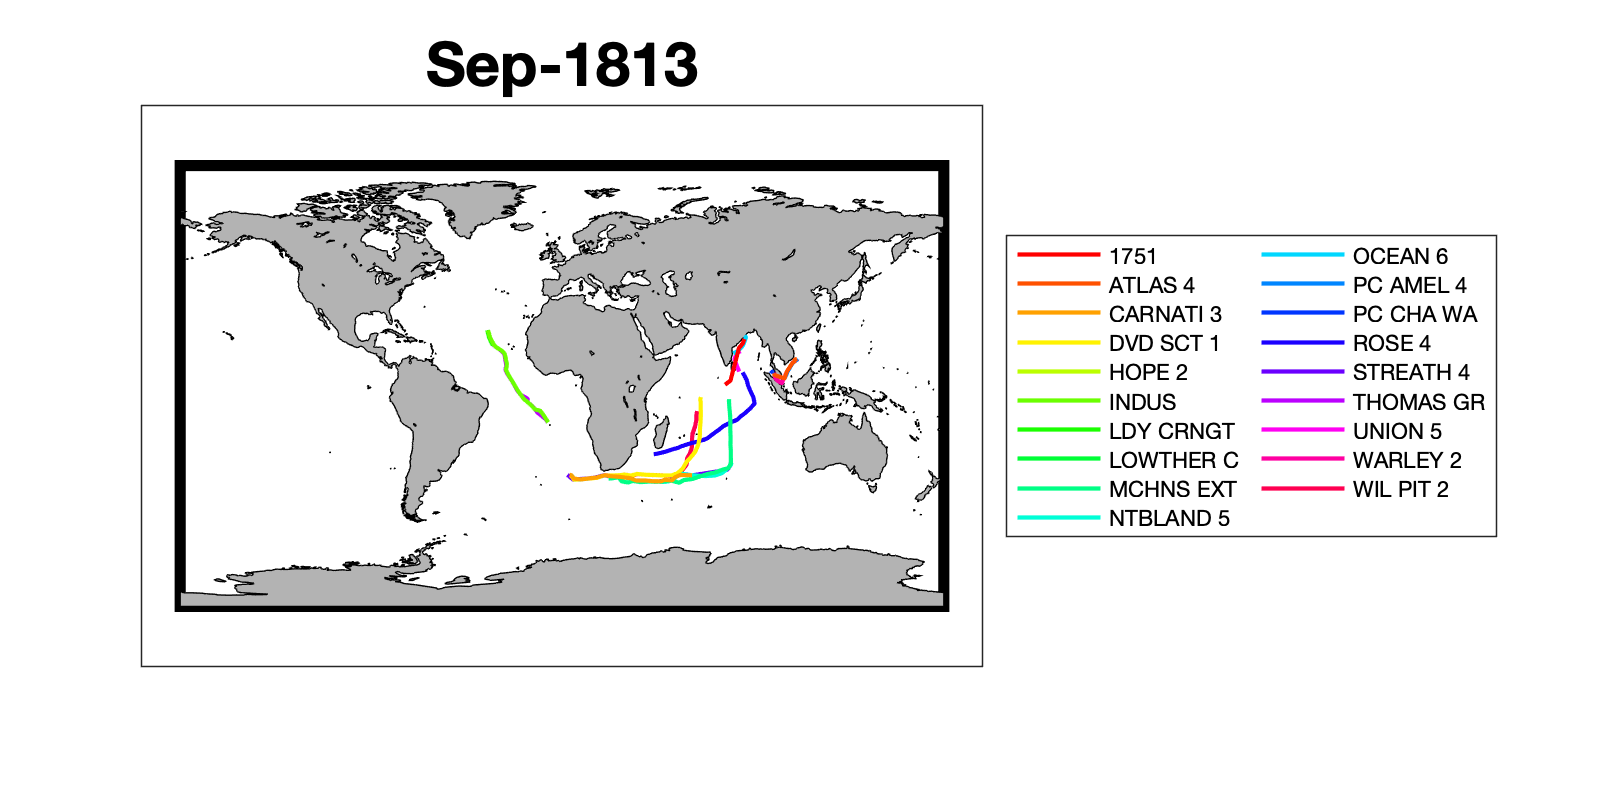 Sep-1813
1751
ATLAS 4
CARNATI 3
DVD SCT 1
HOPE 2
INDUS
LDY CRNGT
LOWTHER C
MCHNS EXT
NTBLAND 5
OCEAN 6
PC AMEL 4
PC CHA WA
ROSE 4
STREATH 4
THOMAS GR
UNION 5
WARLEY 2
WIL PIT 2